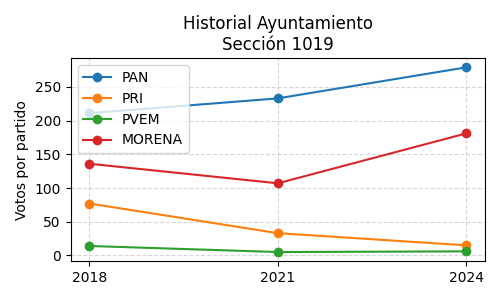 Historial Ayuntamiento
Sección 1019
Votos por partido
250
200
150
100
50
0
PAN
PRI
PVEM
MORENA
2018
2021
2024